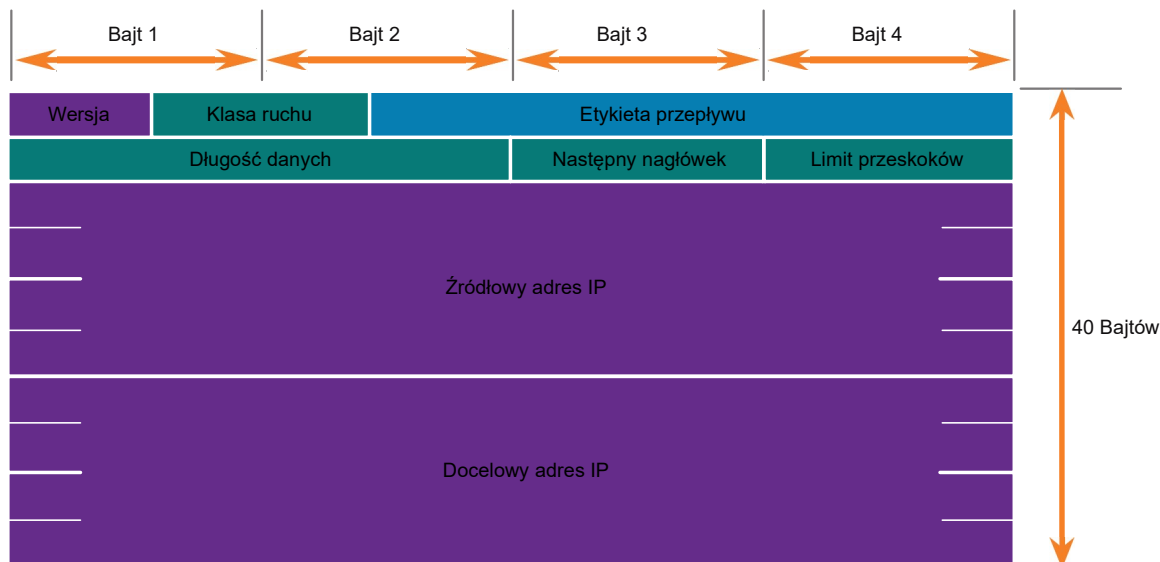 Bajt 1
Bajt 2
Bajt 3
Bajt 4
Wersja
Klasa ruchu
Etykieta przepływu
Długość danych
Następny nagłówek
Limit przeskoków
Źródłowy adres IP
40 Bajtów
Docelowy adres IP